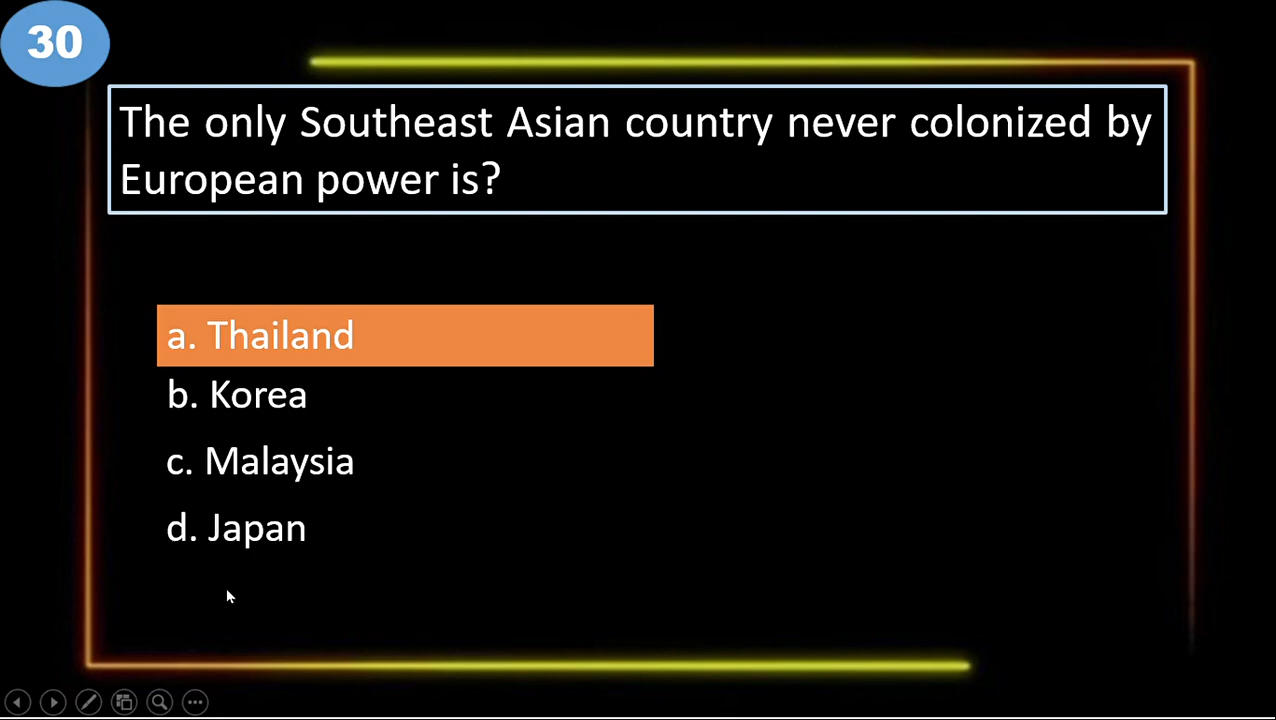 30
The only Southeast Asian country never colonized by
European power is?
a. Thailand
b. Korea
c. Malaysia
d. Japan